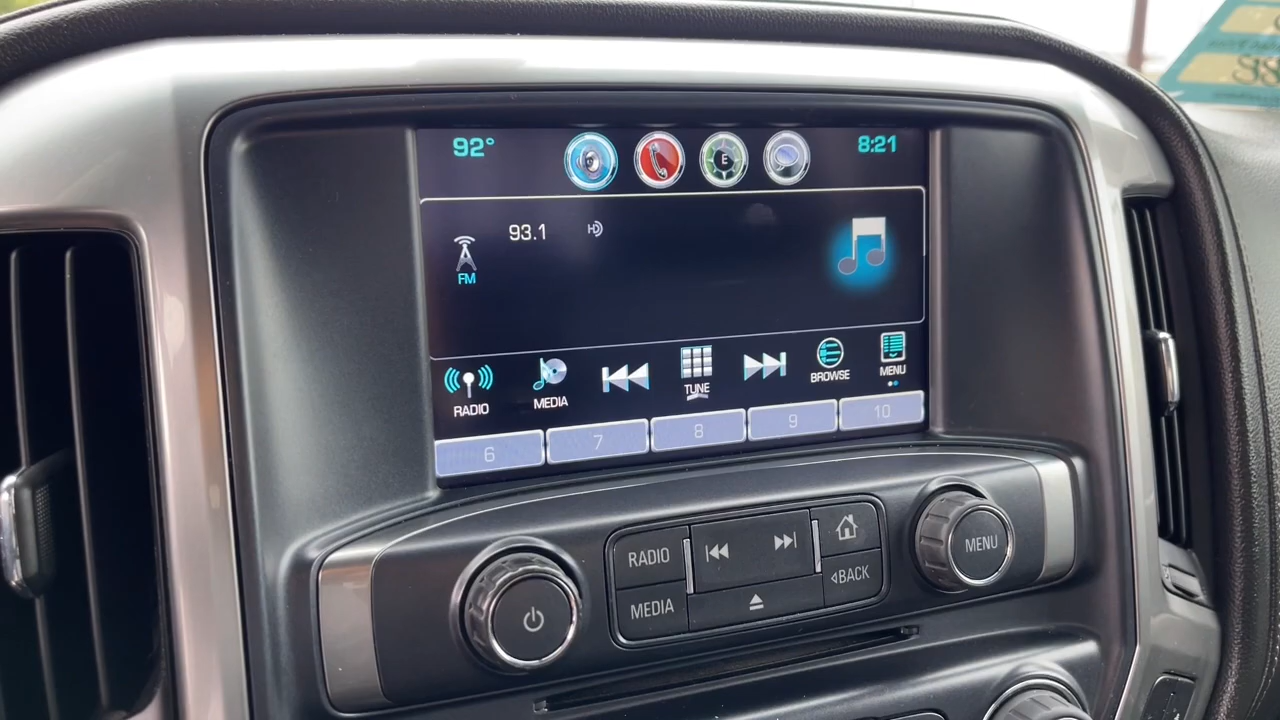 92° E 8:21
93.1 HD
FM
RADIO MEDIA TUNE BROWSE MENU
6 7 8 9 10
RADIO
MENU
MEDIA BACK